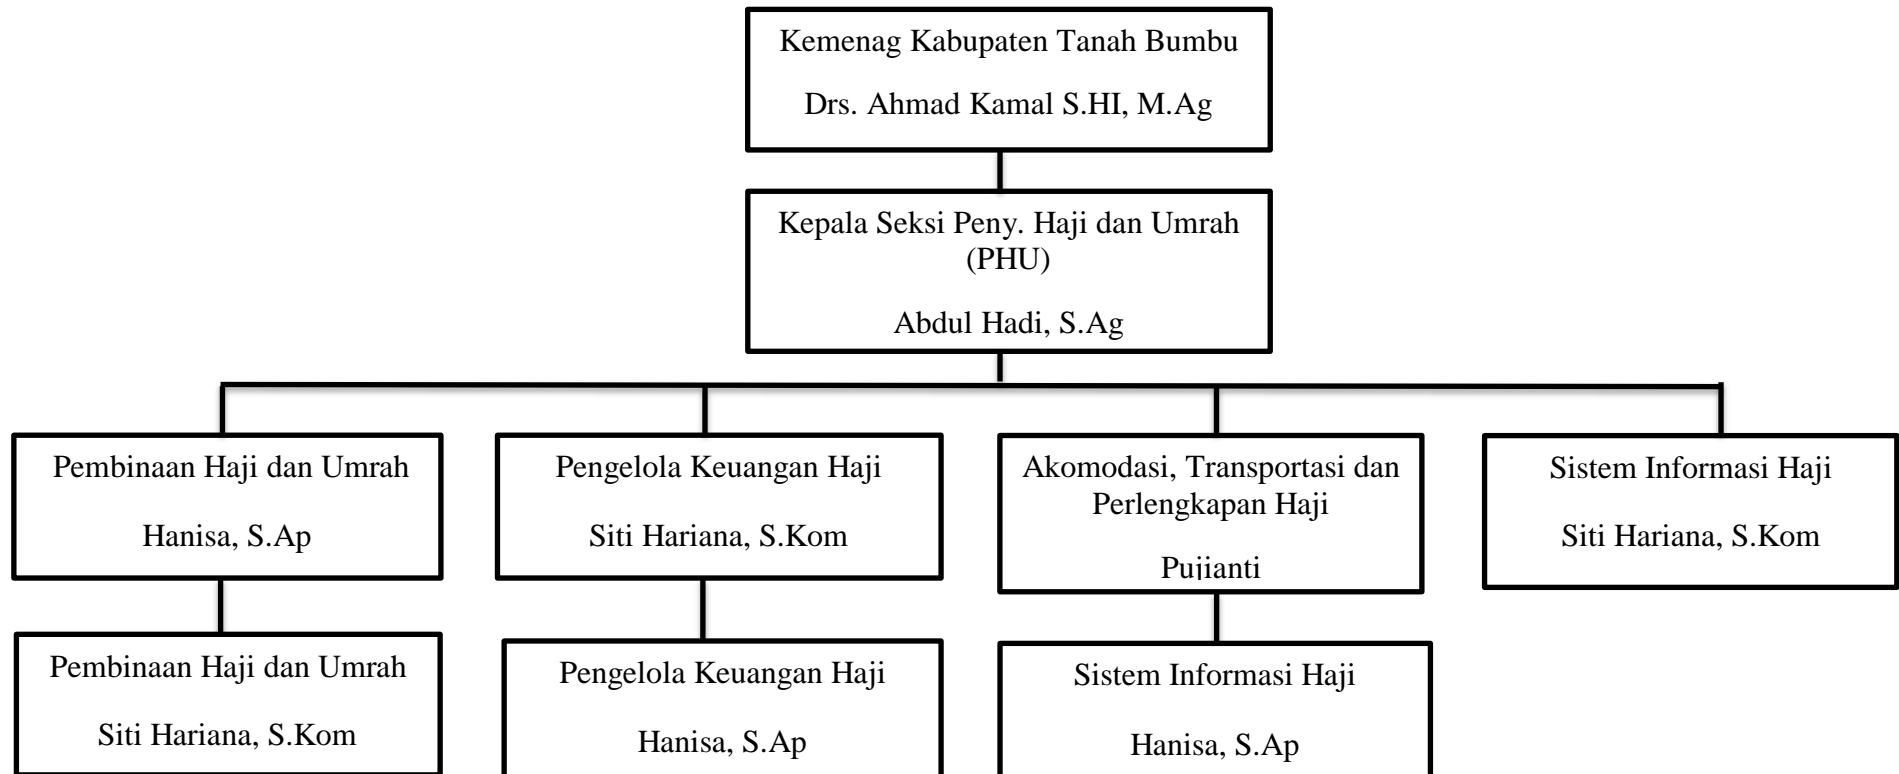 Kemenag Kabupaten Tanah Bumbu
Drs. Ahmad Kamal S.HI, M.Ag
Kepala Seksi Peny. Haji dan Umrah
(PHU)
Abdul Hadi, S.Ag
Pembinaan Haji dan Umrah
Hanisa, S.Ap
Pengelola Keuangan Haji
Siti Hariana, S.Kom
Akomodasi, Transportasi dan
Perlengkapan Haji
Pujianti
Sistem Informasi Haji
Siti Hariana, S.Kom
Pembinaan Haji dan Umrah
Siti Hariana, S.Kom
Pengelola Keuangan Haji
Hanisa, S.Ap
Sistem Informasi Haji
Hanisa, S.Ap